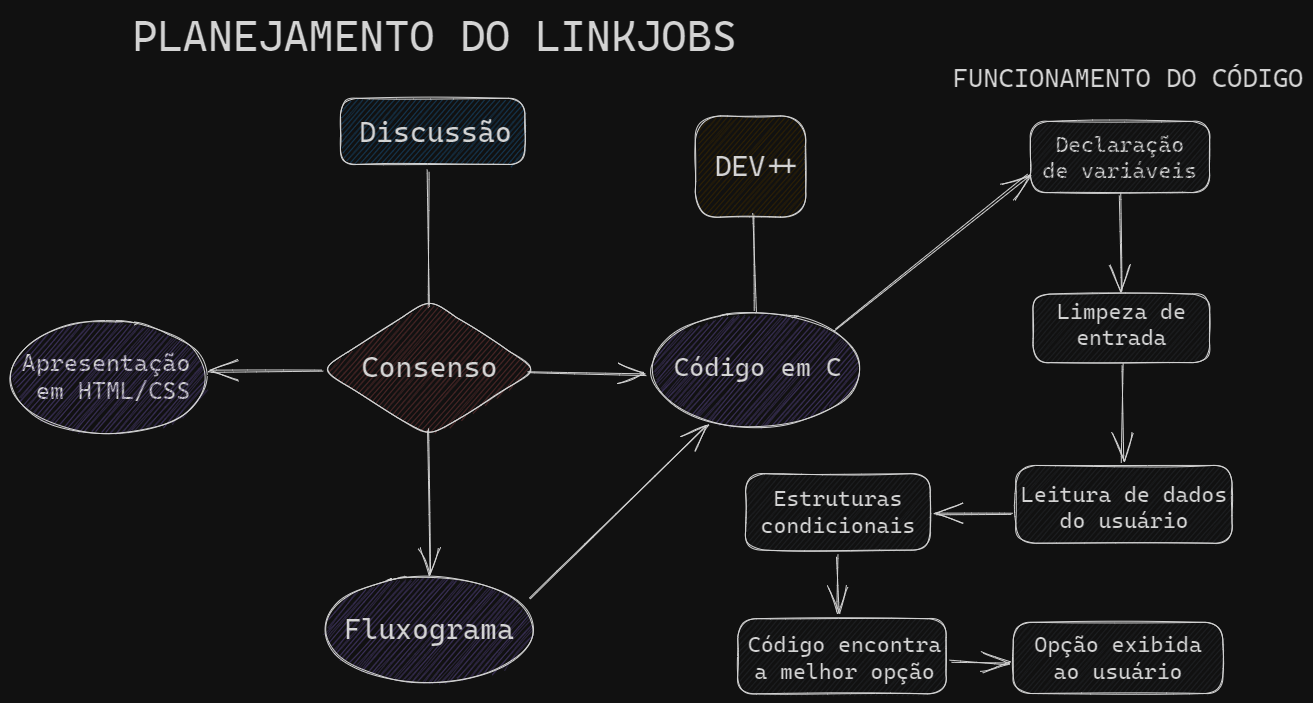 PLANEJAMENTO DO LINKJOBS
FUNCIONAMENTO DO CÓDIGO
Discussão
DEV++
Declaração
de variáveis
Limpeza de
entrada
Apresentação
em HTML/CSS
Consenso
Código em C
Leitura de dados
do usuário
Estruturas
condicionais
Fluxograma
Código encontra
a melhor opção
Opção exibida
ao usuário